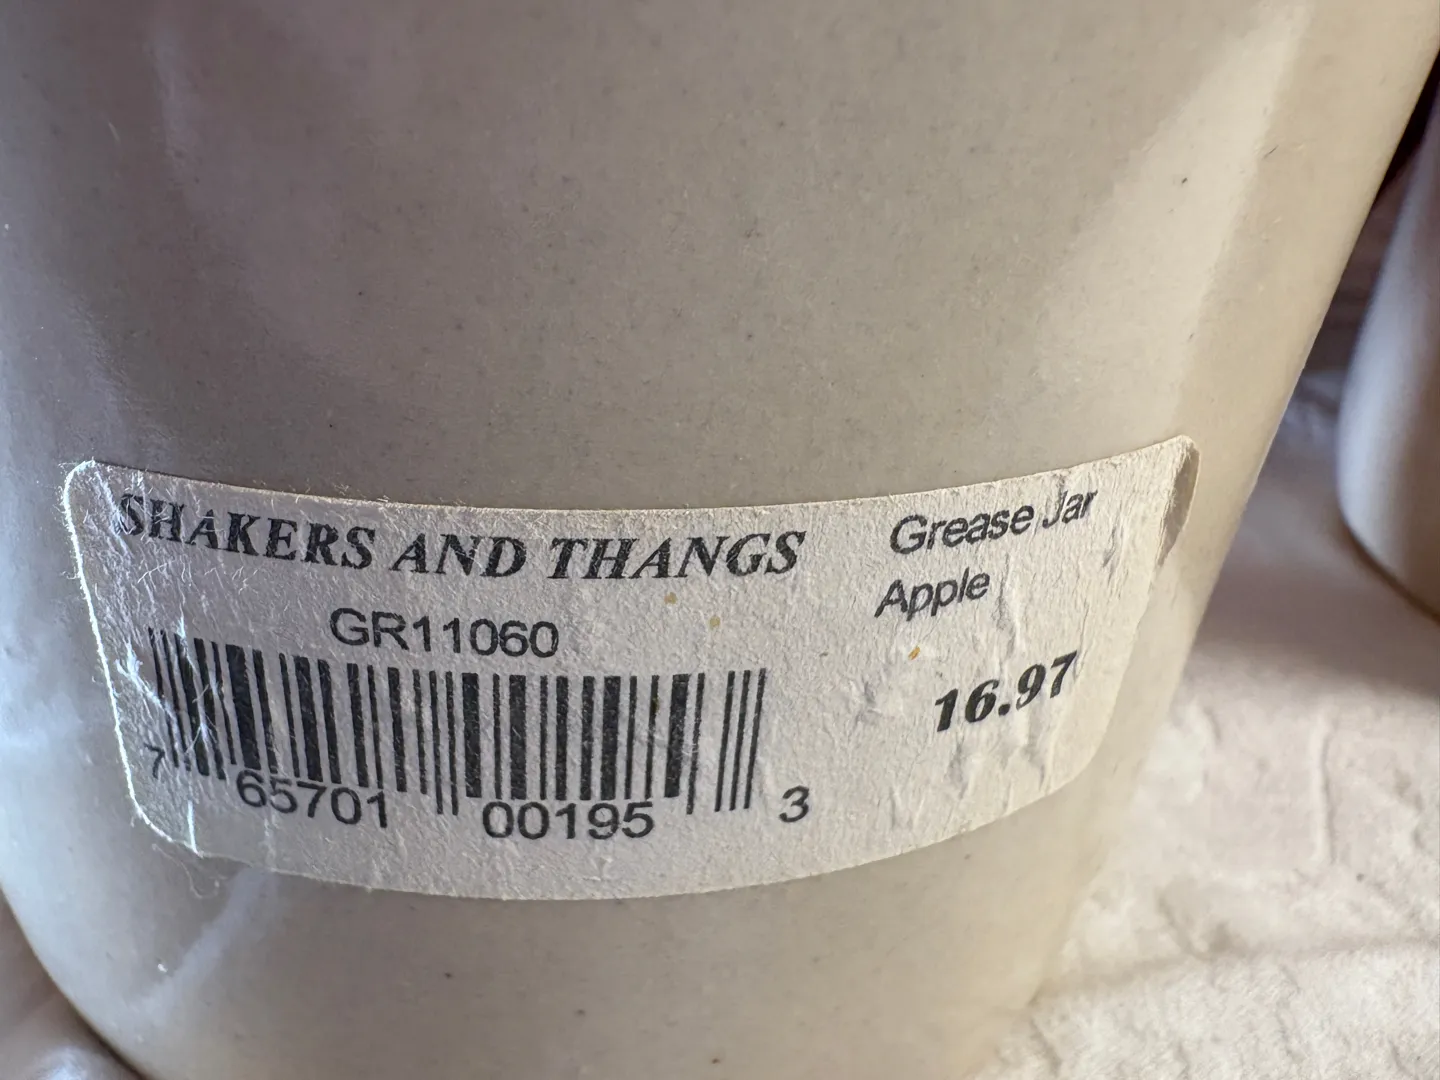 SHAKERS AND THANGS
Grease Jar
Apple
GR11060
16.97
7 65701 00195 3